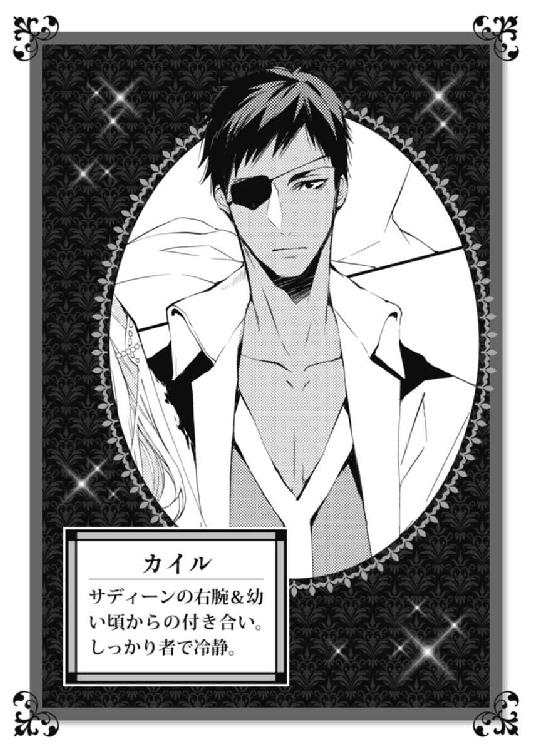 カイル
サディーンの右腕&幼
い頃からの付き合い。
しっかり者で冷静。